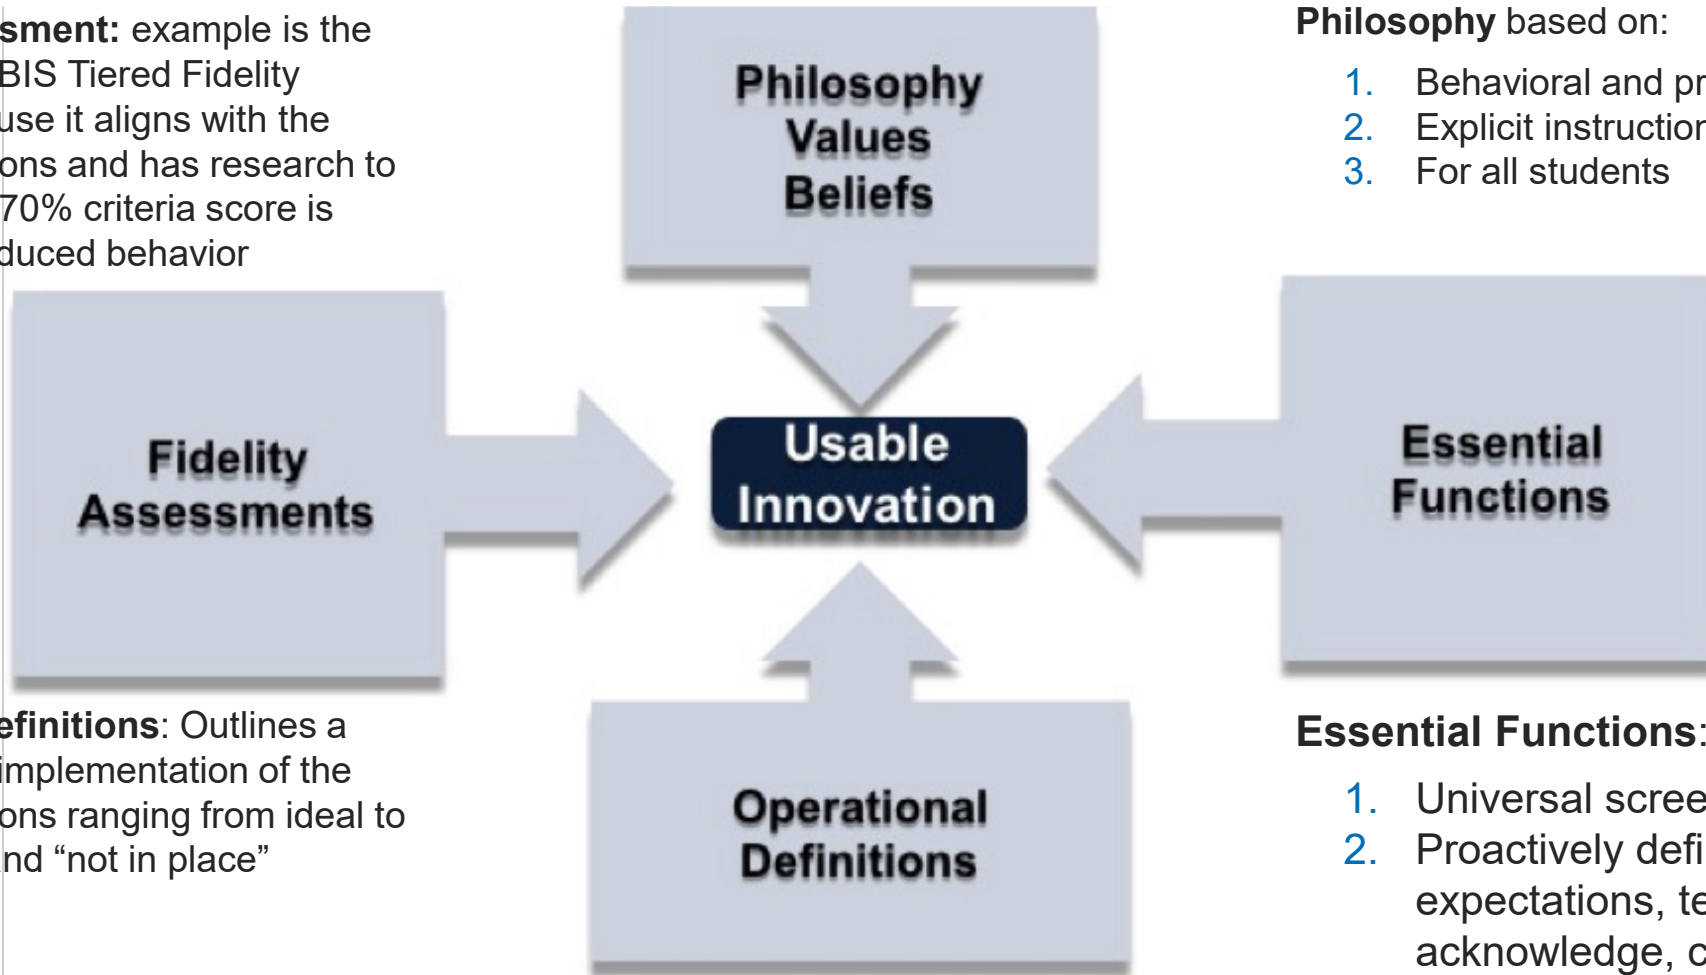 sment: example is the
BIS Tiered Fidelity
use it aligns with the
ons and has research to
70% criteria score is
duced behavior
Philosophy
Values
Beliefs
Philosophy based on:
1. Behavioral and pr
2. Explicit instruction
3. For all students
Fidelity
Assessments
Usable
Innovation
Essential
Functions
efinitions: Outlines a
implementation of the
ons ranging from ideal to
nd “not in place”
Operational
Definitions
Essential Functions:
1. Universal scree
2. Proactively defi
expectations, te
acknowledge, c